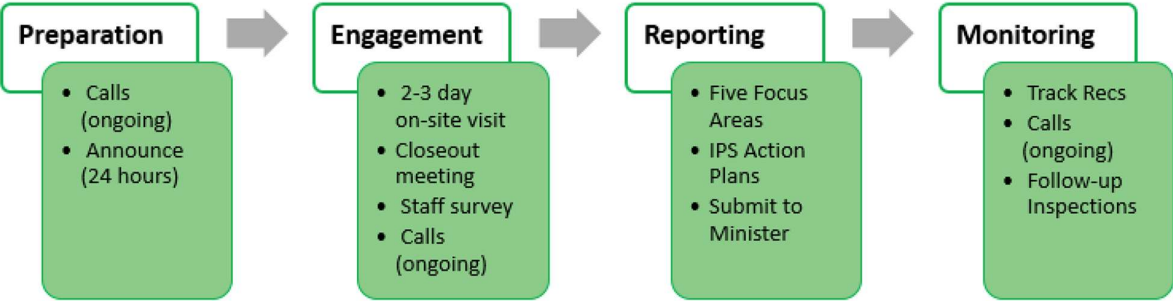 Preparation
• Calls
(ongoing)
• Announce
(24 hours)
Engagement
• 2-3 day
on-site visit
• Closeout
meeting
• Staff survey
• Calls
(ongoing)
Reporting
• Five Focus
Areas
• IPS Action
Plans
• Submit to
Minister
Monitoring
• Track Recs
• Calls
(ongoing)
• Follow-up
Inspections